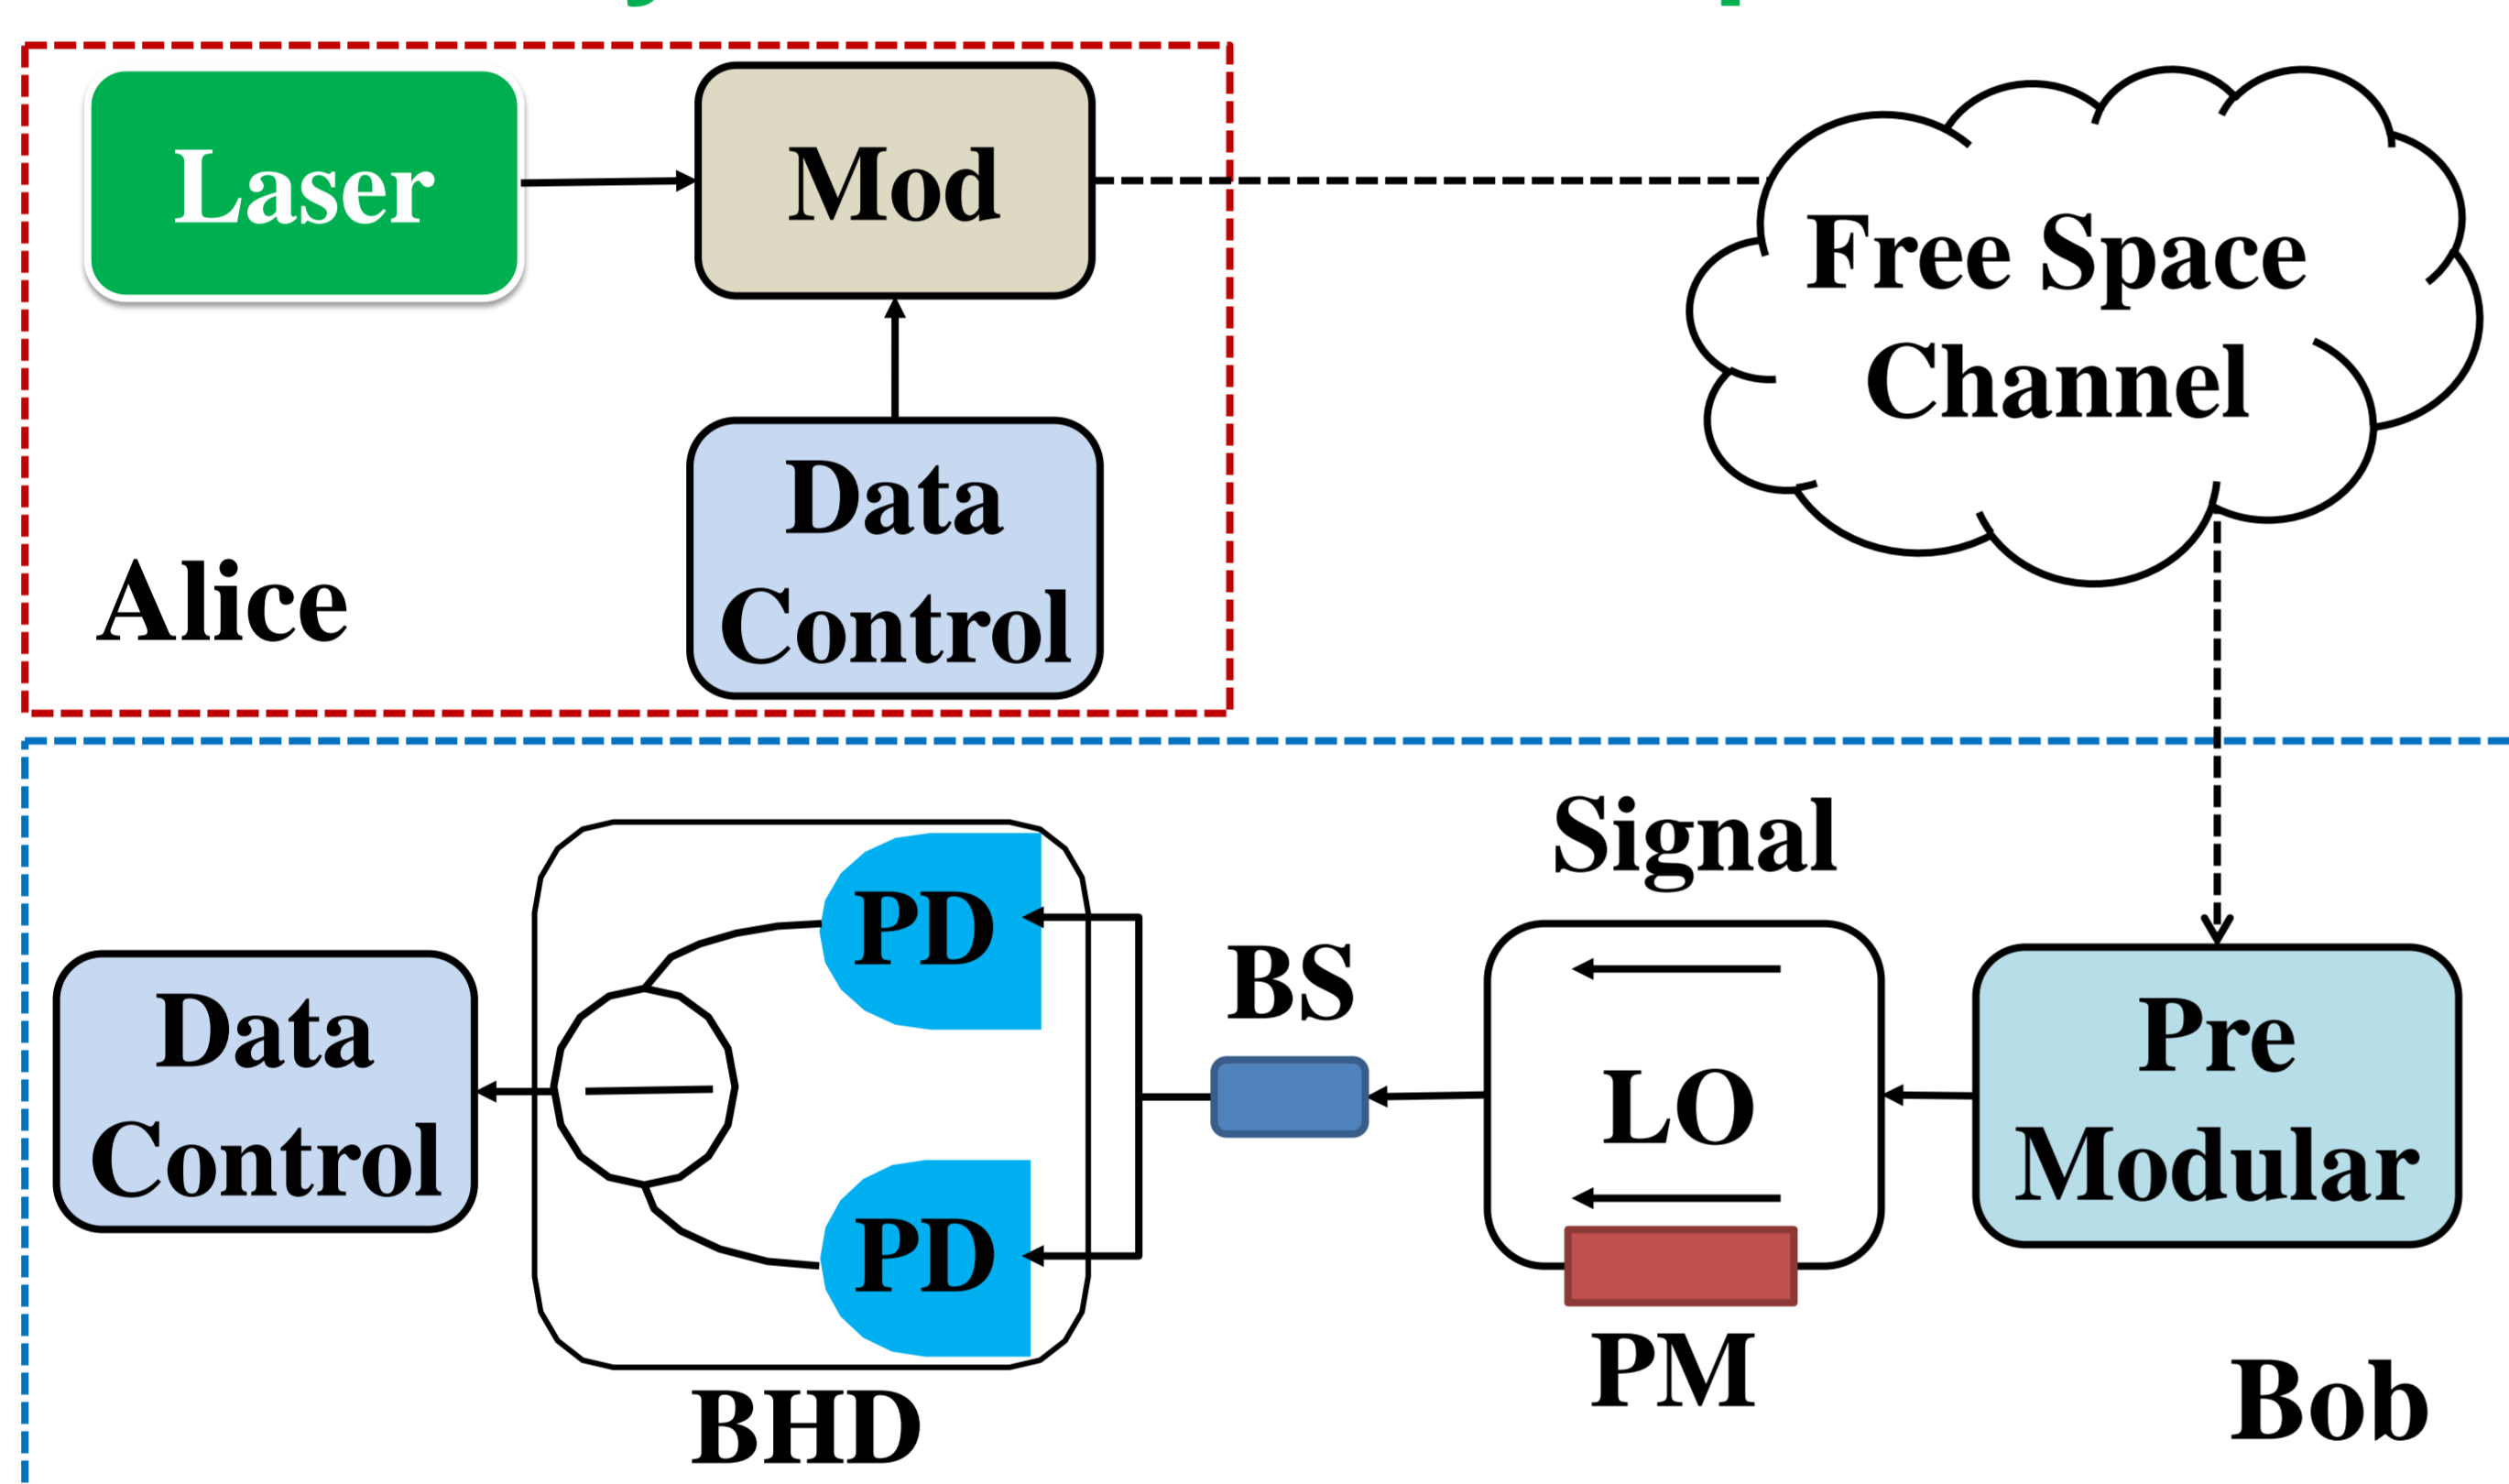 Laser
Mod
Free Space
Channel
Data
Control
Alice
Signal
PD
BS
LO
Pre
Modular
Data
Control
PD
PM
BHD
Bob